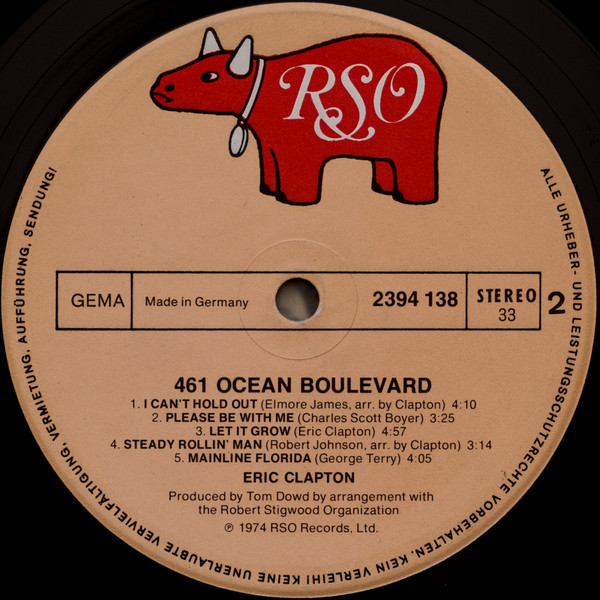 RSO
GEMA
Made in Germany
2394 138
STEREO
33
2
461 OCEAN BOULEVARD
1. I CAN'T HOLD OUT (Elmore James, arr. by Clapton) 4:10
2. PLEASE BE WITH ME (Charles Scott Boyer) 3:25
3. LET IT GROW (Eric Clapton) 4:57
4. STEADY ROLLIN' MAN (Robert Johnson, arr. by Clapton) 3:14
5. MAINLINE FLORIDA (George Terry) 4:05
ERIC CLAPTON
Produced by Tom Dowd by arrangement with
the Robert Stigwood Organization
℗ 1974 RSO Records, Ltd.
ALLE URHEBER- UND LEISTUNGSSCHUTZRECHTE VORBEHALTEN. KEIN VERLEIH! KEINE UNERLAUBTE VERVIELFÄLTIGUNG, VERMIETUNG, AUFFÜHRUNG, SENDUNG!